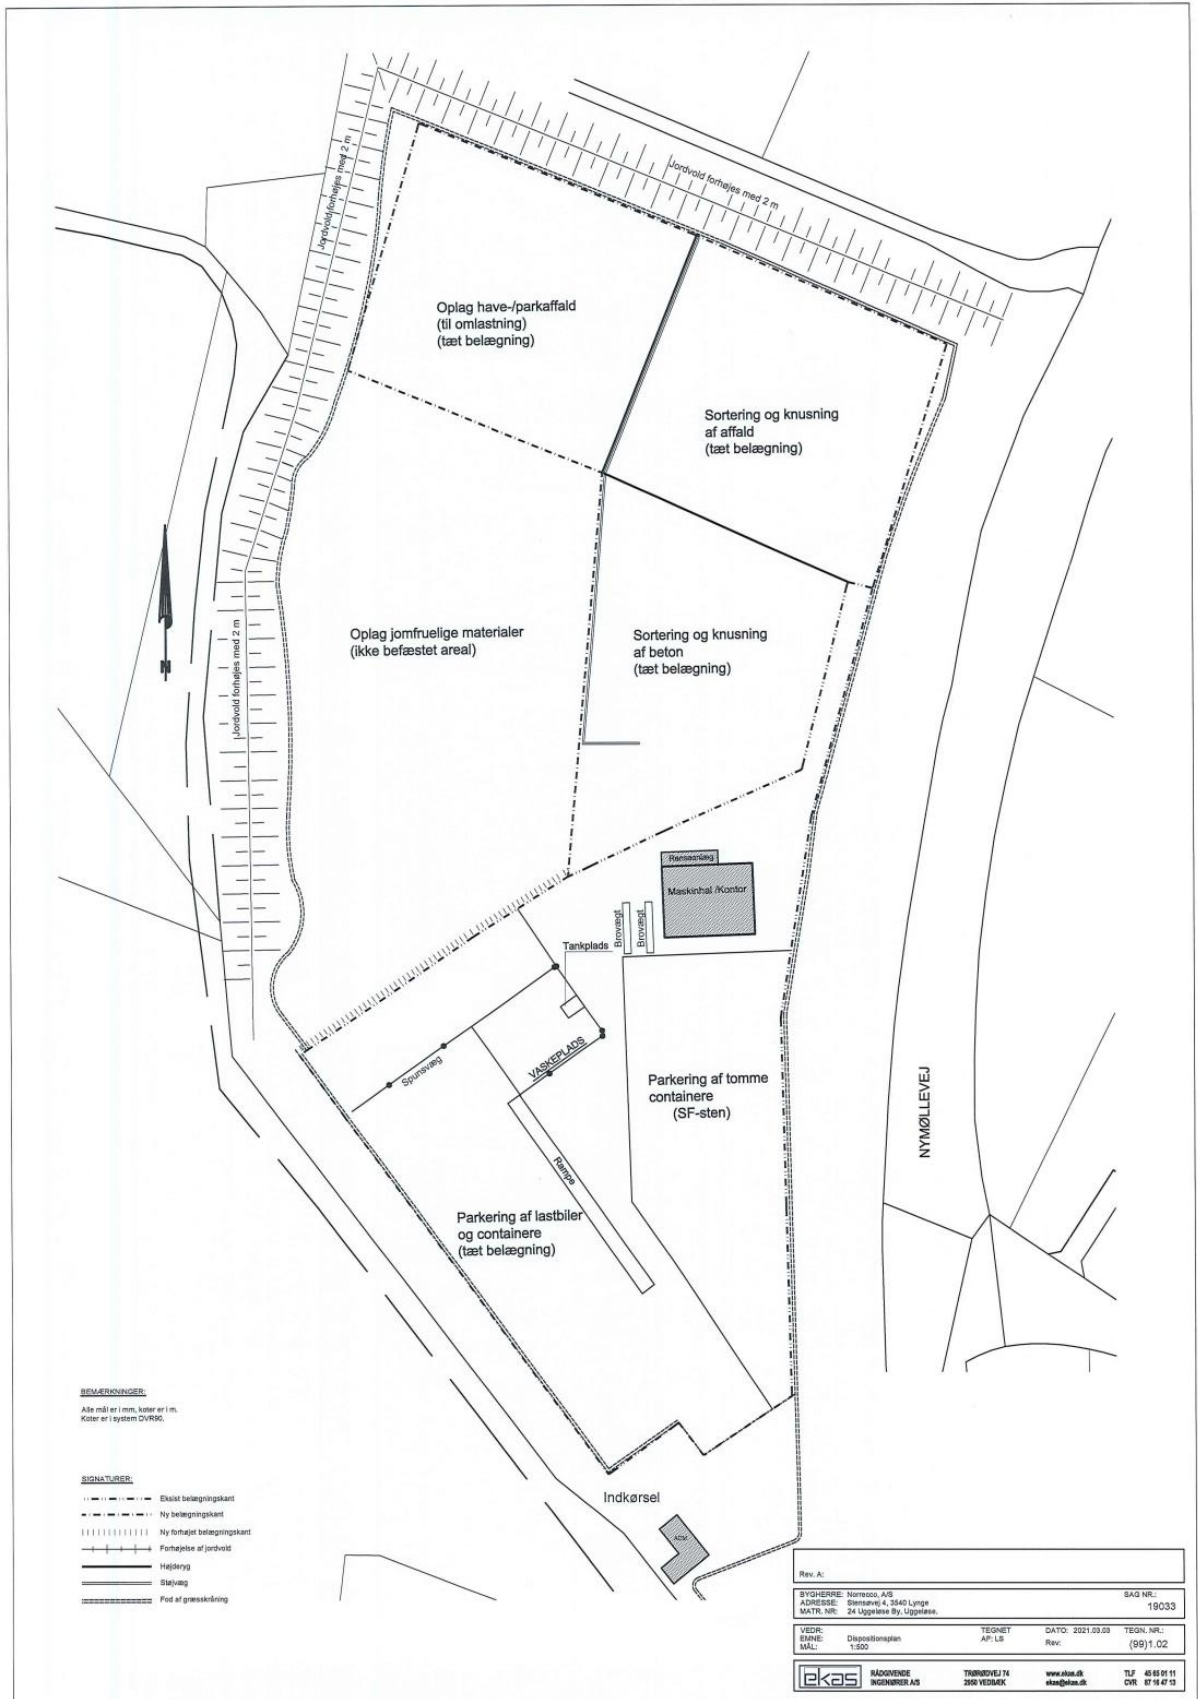 Jordvold forhøjes med 2 m
Jordvold forhøjes med 2 m
Oplag have-/parkaffald
(til omlastning)
(tæt belægning)
Sortering og knusning
af affald
(tæt belægning)
Oplag jomfruelige materialer
(ikke befæstet areal)
Sortering og knusning
af beton
(tæt belægning)
Jordvold forhøjes med 2 m
N
Renseanlæg
Maskinhal /Kontor
Brovægt
Brovægt
Tankplads
Spunsvæg
VASKEPLADS
Parkering af tomme
containere
(SF-sten)
NYMØLLEVEJ
Rampe
Parkering af lastbiler
og containere
(tæt belægning)
Indkørsel
BEMÆRKNINGER:
Alle mål er i mm, koter er i m.
Koter er i system DVR90.
SIGNATURER:
Eksist belægningskant
Ny belægningskant
Ny forhøjet belægningskant
Forhøjelse af jordvold
Højderyg
Støjvæg
Fod af græsskråning
Rev. A:
BYGHERRE: Norrecco, A/S
ADRESSE: Stensøvej 4, 3540 Lynge
MATR. NR: 24 Uggeløse By, Uggeløse.
SAG NR.:
19033
VEDR:
EMNE: Dispositionsplan
MÅL: 1:500
TEGNET
AF: LS
DATO: 2021.03.03
Rev:
TEGN. NR.:
(99)1.02
ekas
RÅDGIVENDE
INGENIØRER A/S
TRØRØDVEJ 74
2950 VEDBÆK
www.ekas.dk
ekas@ekas.dk
TLF 45 65 01 11
CVR 87 16 47 13